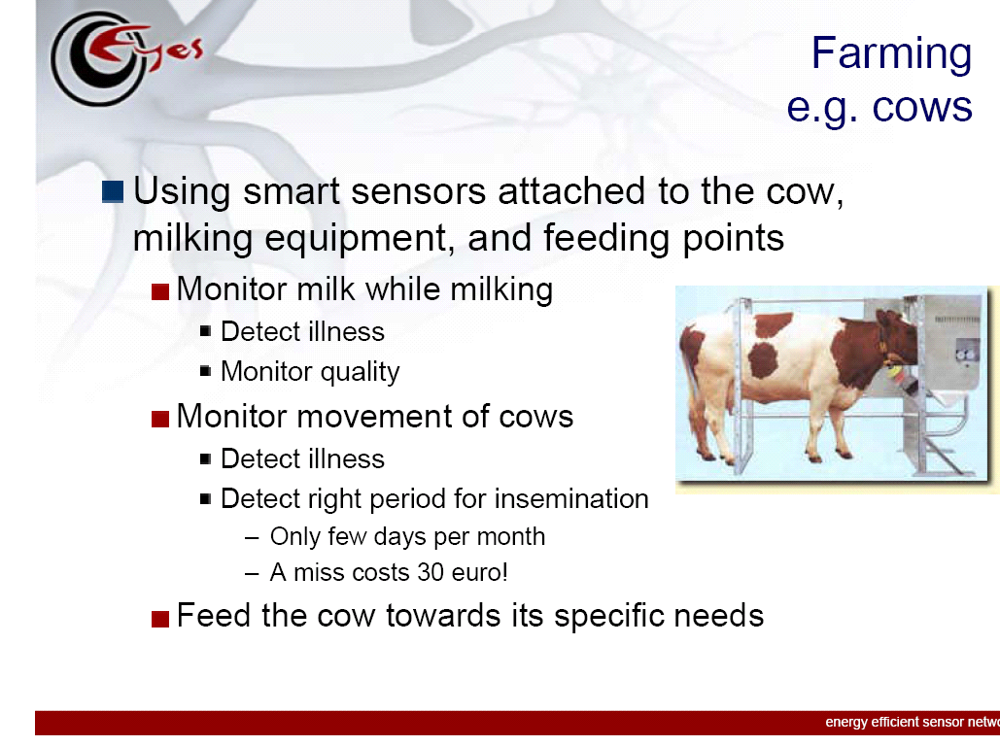 Eyes
Farming
e.g. cows
Using smart sensors attached to the cow,
milking equipment, and feeding points
Monitor milk while milking
Detect illness
Monitor quality
Monitor movement of cows
Detect illness
Detect right period for insemination
– Only few days per month
– A miss costs 30 euro!
Feed the cow towards its specific needs
energy efficient sensor netwo